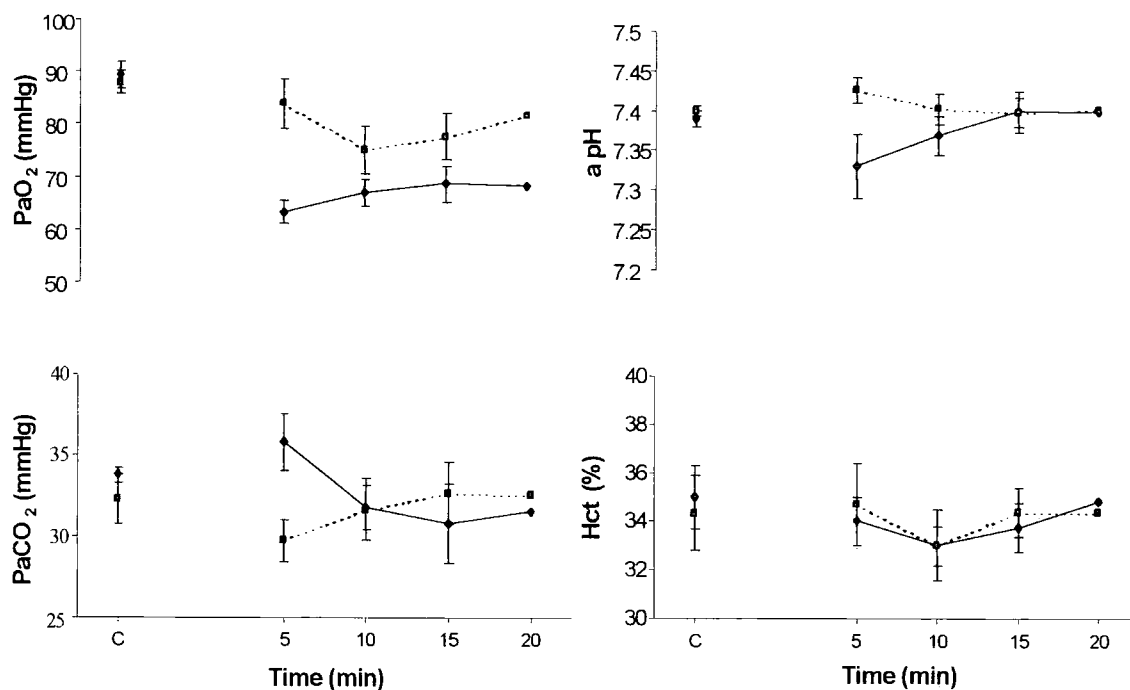 100
90
80
70
60
50
PaO₂ (mmHg)
7.5
7.45
7.4
7.35
7.3
7.25
7.2
a pH
40
35
30
25
PaCO₂ (mmHg)
C 5 10 15 20
Time (min)
40
38
36
34
32
30
Hct (%)
C 5 10 15 20
Time (min)